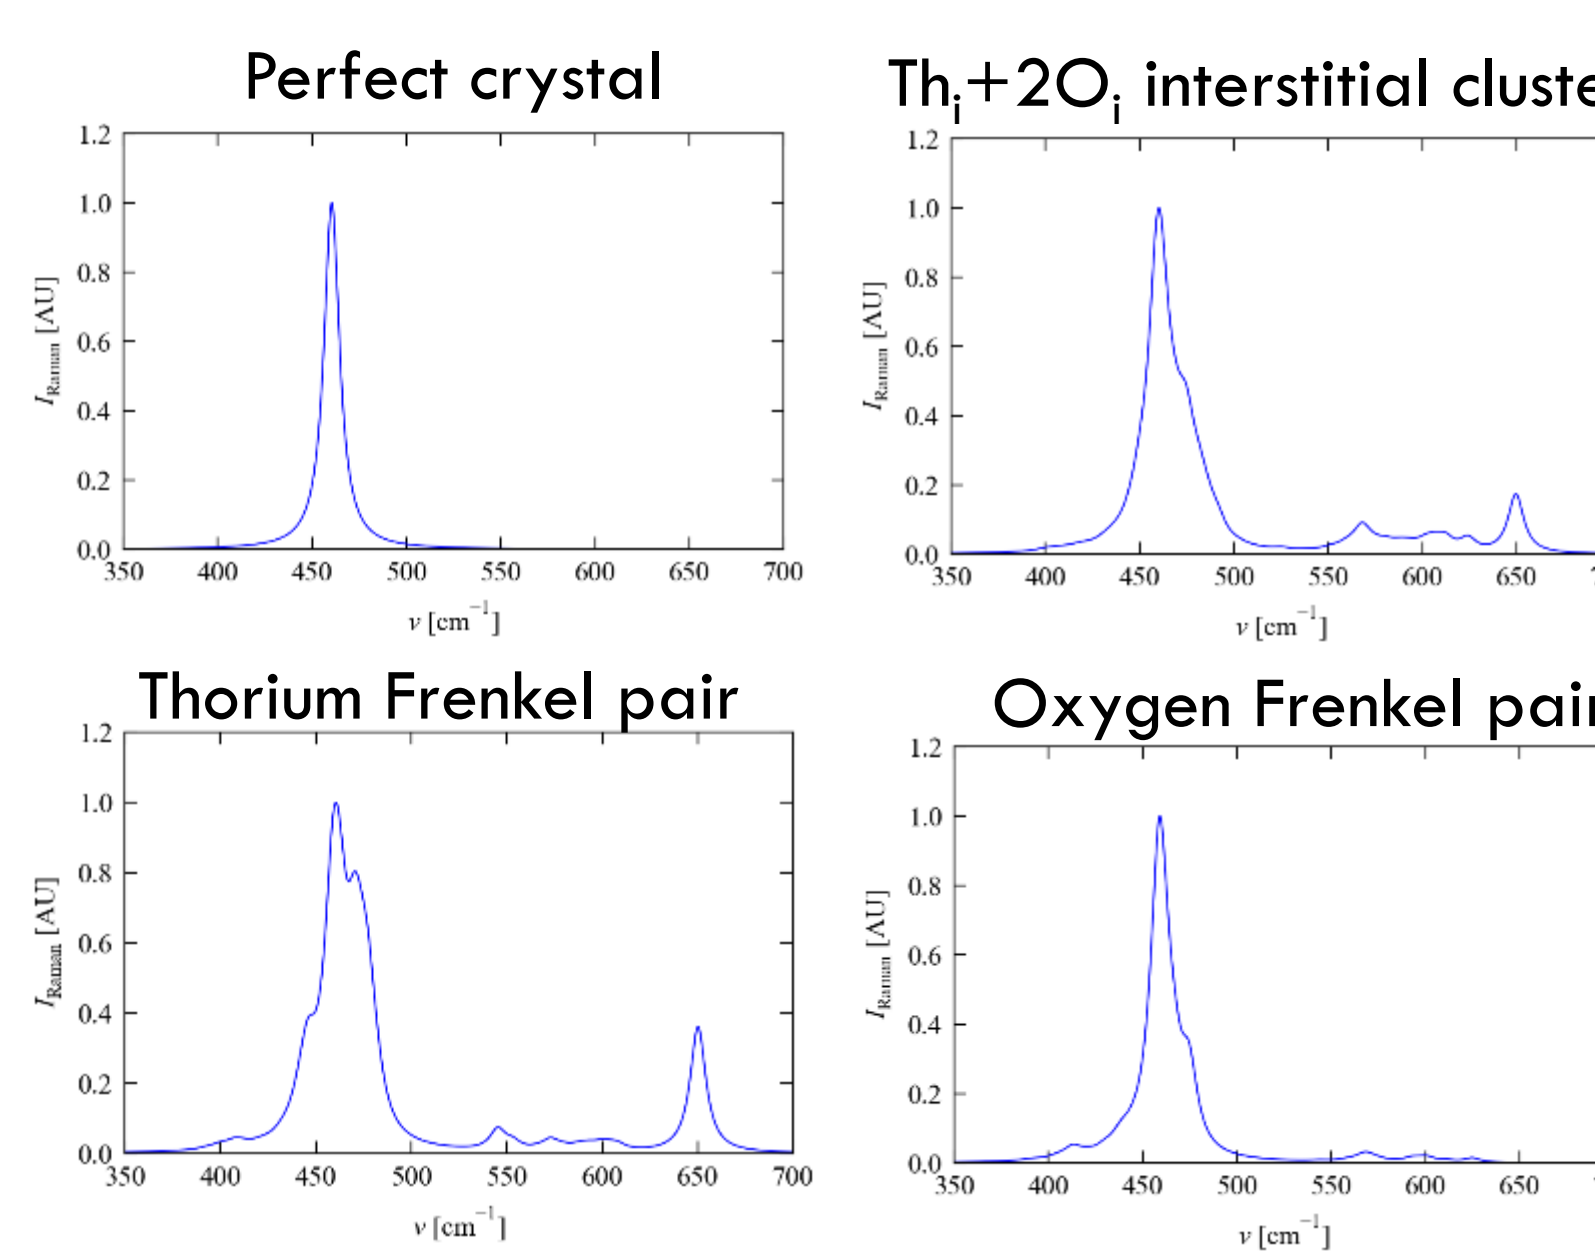 Perfect crystal
1.2
1.0
0.8
0.6
0.4
0.2
0.0
350 400 450 500 550 600 650 700
I_Raman [AU]
ν [cm⁻¹]
Thᵢ+2Oᵢ interstitial cluste
1.2
1.0
0.8
0.6
0.4
0.2
0.0
350 400 450 500 550 600 650
I_Raman [AU]
ν [cm⁻¹]
Thorium Frenkel pair
1.2
1.0
0.8
0.6
0.4
0.2
0.0
350 400 450 500 550 600 650 700
I_Raman [AU]
ν [cm⁻¹]
Oxygen Frenkel pair
1.2
1.0
0.8
0.6
0.4
0.2
0.0
350 400 450 500 550 600 650
I_Raman [AU]
ν [cm⁻¹]